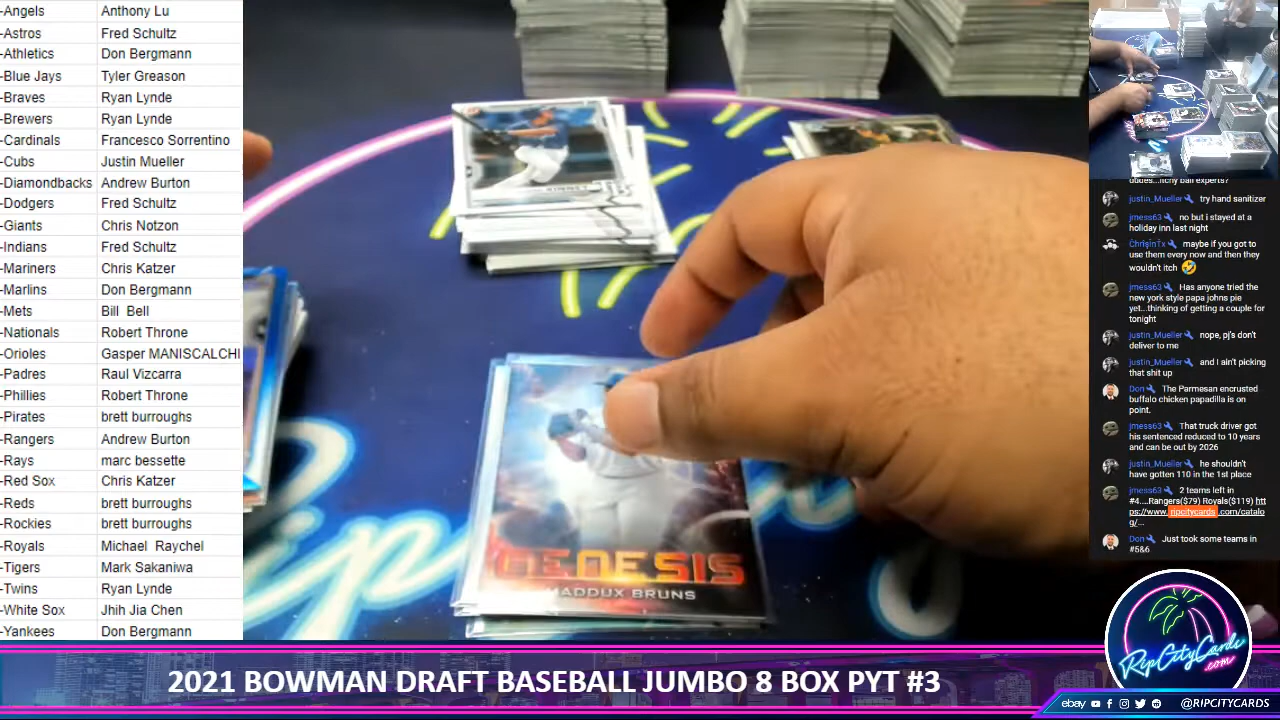 -Angels Anthony Lu
-Astros Fred Schultz
-Athletics Don Bergmann
-Blue Jays Tyler Greason
-Braves Ryan Lynde
-Brewers Ryan Lynde
-Cardinals Francesco Sorrentino
-Cubs Justin Mueller
-Diamondbacks Andrew Burton
-Dodgers Fred Schultz
-Giants Chris Notzon
-Indians Fred Schultz
-Mariners Chris Katzer
-Marlins Don Bergmann
-Mets Bill Bell
-Nationals Robert Throne
-Orioles Gasper MANISCALCHI
-Padres Raul Vizcarra
-Phillies Robert Throne
-Pirates brett burroughs
-Rangers Andrew Burton
-Rays marc bessette
-Red Sox Chris Katzer
-Reds brett burroughs
-Rockies brett burroughs
-Royals Michael Raychel
-Tigers Mark Sakaniwa
-Twins Ryan Lynde
-White Sox Jhih Jia Chen
-Yankees Don Bergmann
GENESIS
MADDUX BRUNS
dudes...itchy ball experts?
justin_Mueller try hand sanitizer
jmess63 no but i stayed at a
holiday inn last night
maybe if you got to
use them every now and then they
wouldn't itch 🤣
jmess63 Has anyone tried the
new york style papa johns pie
yet...thinking of getting a couple for
tonight
justin_Mueller nope, pj's don't
deliver to me
justin_Mueller and I ain't picking
that shit up
Don The Parmesan encrusted
buffalo chicken papadilla is on
point.
jmess63 That truck driver got
his sentenced reduced to 10 years
and can be out by 2026
justin_Mueller he shouldn't
have gotten 110 in the 1st place
jmess63 2 teams left in
#4....Rangers($79) Royals($119) htt
ps://www. ripcitycards .com/catalo
g/...
Don Just took some teams in
#5&6
RipCityCards
.com
2021 BOWMAN DRAFT BASEBALL JUMBO 8 BOX PYT #3
ebay @RIPCITYCARDS